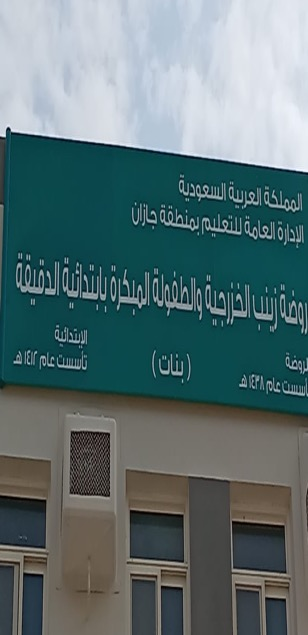 المملكة العربية السعودية
الإدارة العامة للتعليم بمنطقة جازان
روضة زينب الخزرجية والطفولة المبكرة بابتدائية الدقيقة
(بنات)
الروضة
تأسست عام ١٤٣٨ هـ
الإبتدائية
تأسست عام ١٤١٢ هـ